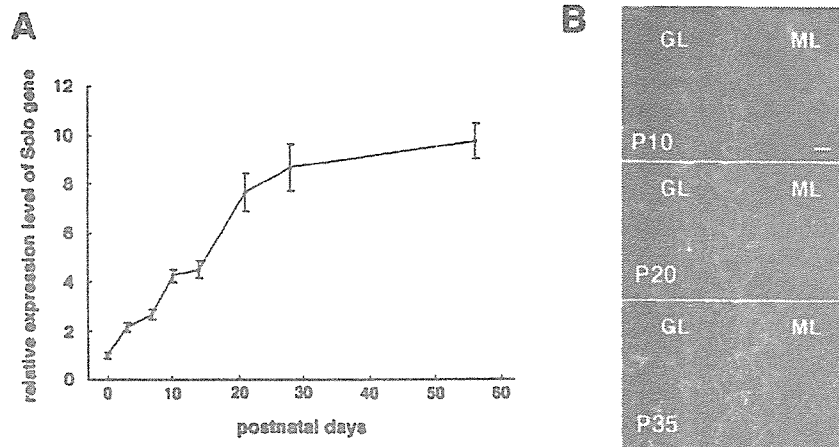 A
relative expression level of Solo gene
12
10
8
6
4
2
0
0 10 20 30 40 50 60
postnatal days
B
GL ML
P10
GL ML
P20
GL ML
P35